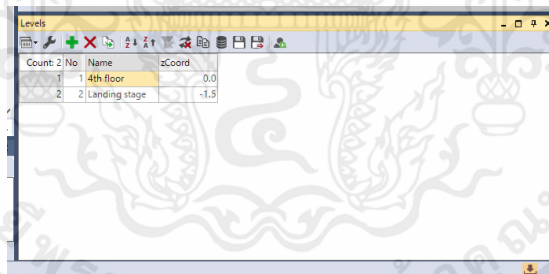 Levels
Count: 2 No Name zCoord
1 1 4th floor 0.0
2 2 Landing stage -1.5